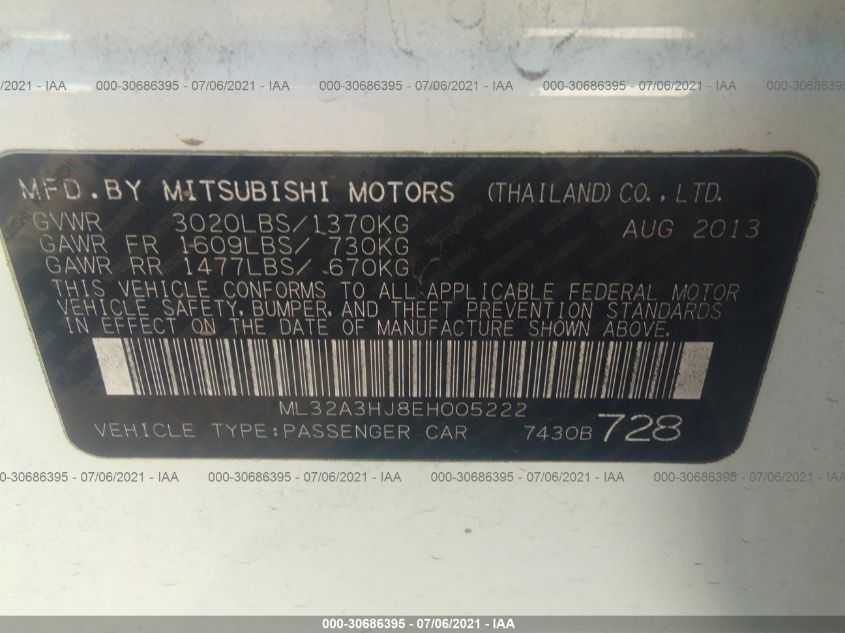 /2021 - IAA 000-30686395 - 07/06/2021 - IAA 000-30686395 - 07/06/2021 - IAA 000-30686395 - 07/06/2021 - IAA 000-306863
MFD.BY MITSUBISHI MOTORS (THAILAND)CO.,LTD.
GVWR 3020LBS/1370KG AUG 2013
GAWR FR 1609LBS/ 730KG
GAWR RR 1477LBS/ 670KG
THIS VEHICLE CONFORMS TO ALL APPLICABLE FEDERAL MOTOR
VEHICLE SAFETY, BUMPER, AND THEFT PREVENTION STANDARDS
IN EFFECT ON THE DATE OF MANUFACTURE SHOWN ABOVE.
ML32A3HJ8EH005222
VEHICLE TYPE:PASSENGER CAR 7430B 728
000-30686395 - 07/06/2021 - IAA 000-30686395 - 07/06/2021 - IAA 000-30686395 - 07/06/2021 - IAA 000-30686395 - 07/06/2021 - IAA
000-30686395 - 07/06/2021 - IAA